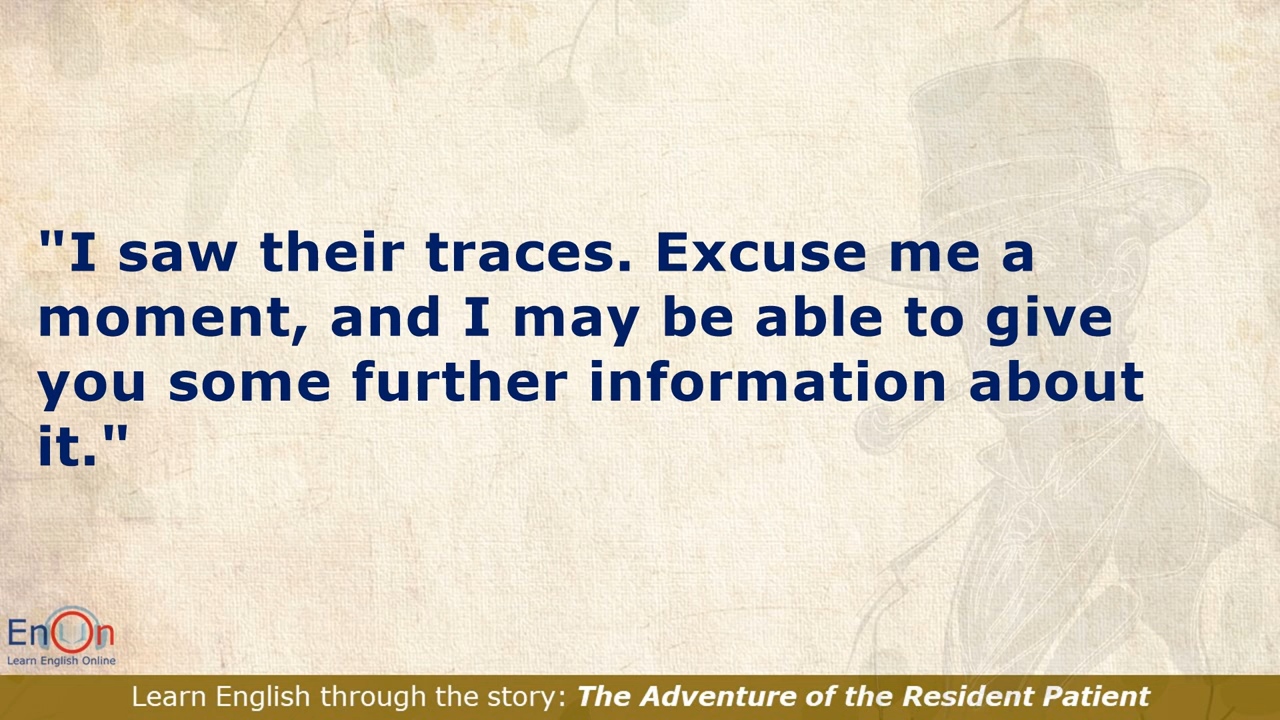 "I saw their traces. Excuse me a
moment, and I may be able to give
you some further information about
it."
EnOn
Learn English Online
Learn English through the story: The Adventure of the Resident Patient